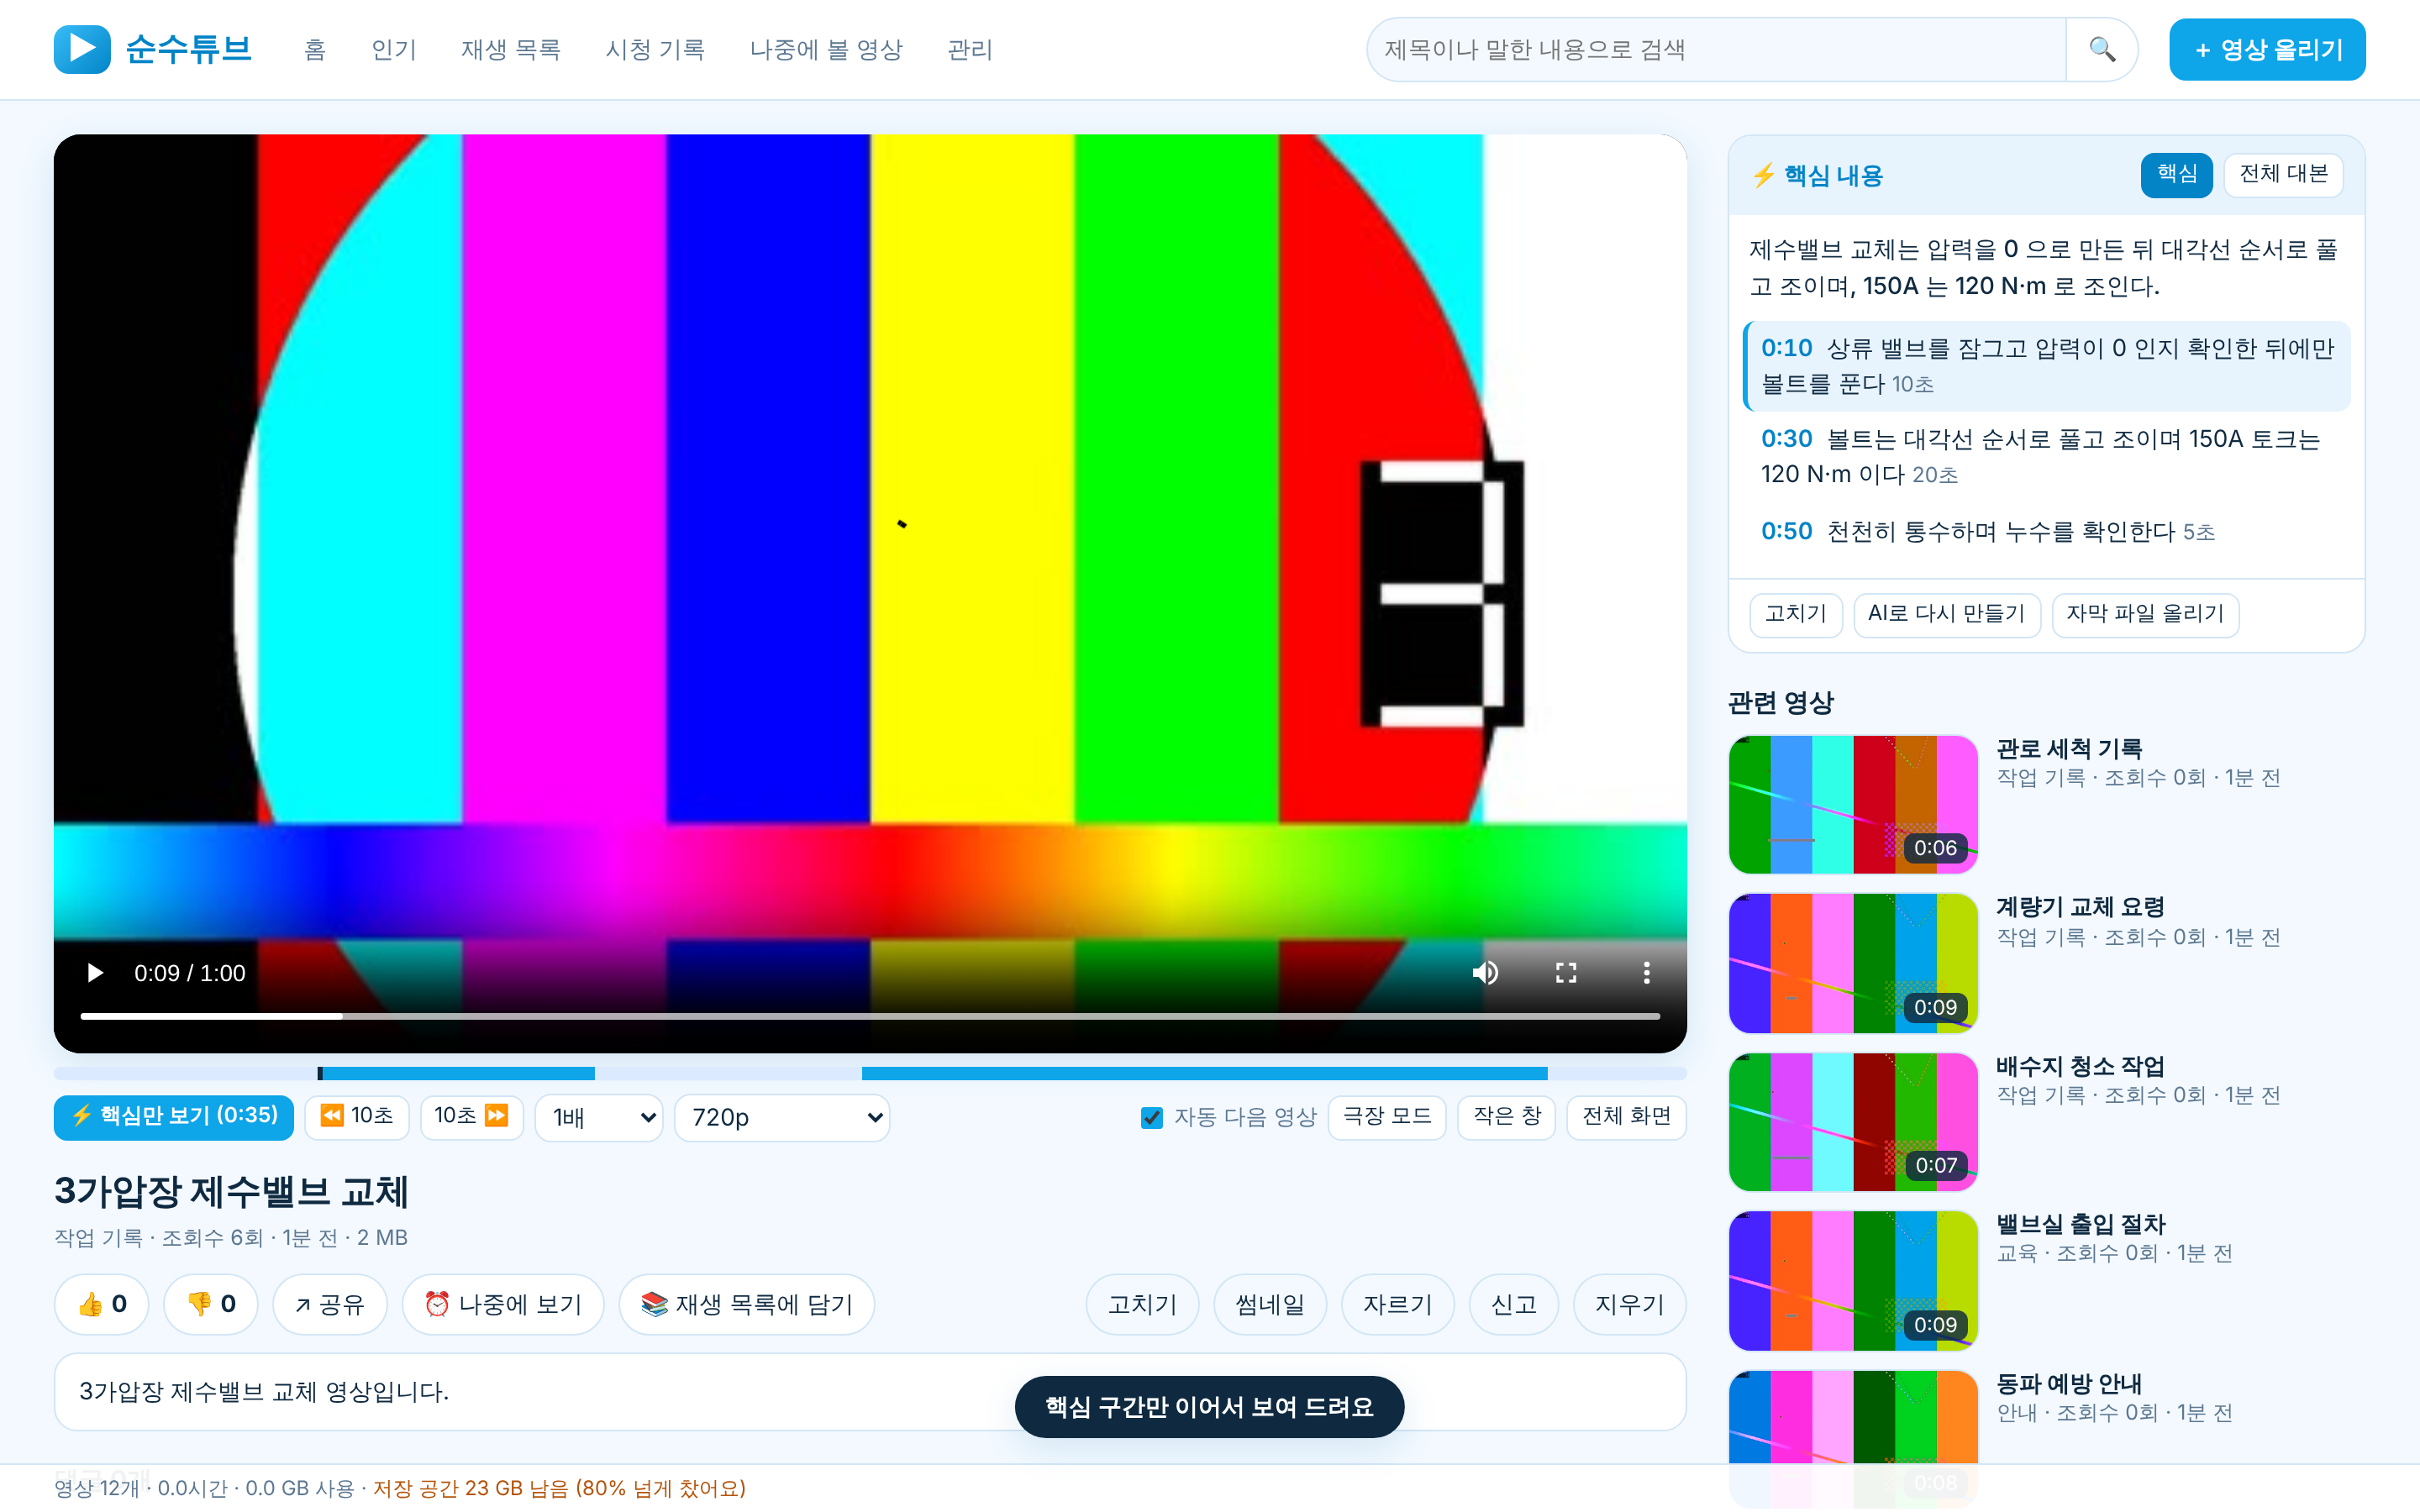 순수튜브
홈 인기 재생 목록 시청 기록 나중에 볼 영상 관리
제목이나 말한 내용으로 검색
+ 영상 올리기
0:09 / 1:00
⚡ 핵심만 보기 (0:35) ⏪ 10초 10초 ⏩ 1배 720p
자동 다음 영상 극장 모드 작은 창 전체 화면
3가압장 제수밸브 교체
작업 기록 · 조회수 6회 · 1분 전 · 2 MB
👍 0 👎 0 ↗ 공유 ⏰ 나중에 보기 📚 재생 목록에 담기
고치기 썸네일 자르기 신고 지우기
3가압장 제수밸브 교체 영상입니다.
핵심 구간만 이어서 보여 드려요
⚡ 핵심 내용 핵심 전체 대본
제수밸브 교체는 압력을 0 으로 만든 뒤 대각선 순서로 풀
고 조이며, 150A 는 120 N·m 로 조인다.
0:10 상류 밸브를 잠그고 압력이 0 인지 확인한 뒤에만
볼트를 푼다 10초
0:30 볼트는 대각선 순서로 풀고 조이며 150A 토크는
120 N·m 이다 20초
0:50 천천히 통수하며 누수를 확인한다 5초
고치기 AI로 다시 만들기 자막 파일 올리기
관련 영상
관로 세척 기록
작업 기록 · 조회수 0회 · 1분 전
0:06
계량기 교체 요령
작업 기록 · 조회수 0회 · 1분 전
0:09
배수지 청소 작업
작업 기록 · 조회수 0회 · 1분 전
0:07
밸브실 출입 절차
교육 · 조회수 0회 · 1분 전
0:09
동파 예방 안내
안내 · 조회수 0회 · 1분 전
0:08
영상 12개 · 0.0시간 · 0.0 GB 사용 · 저장 공간 23 GB 남음 (80% 넘게 찼어요)